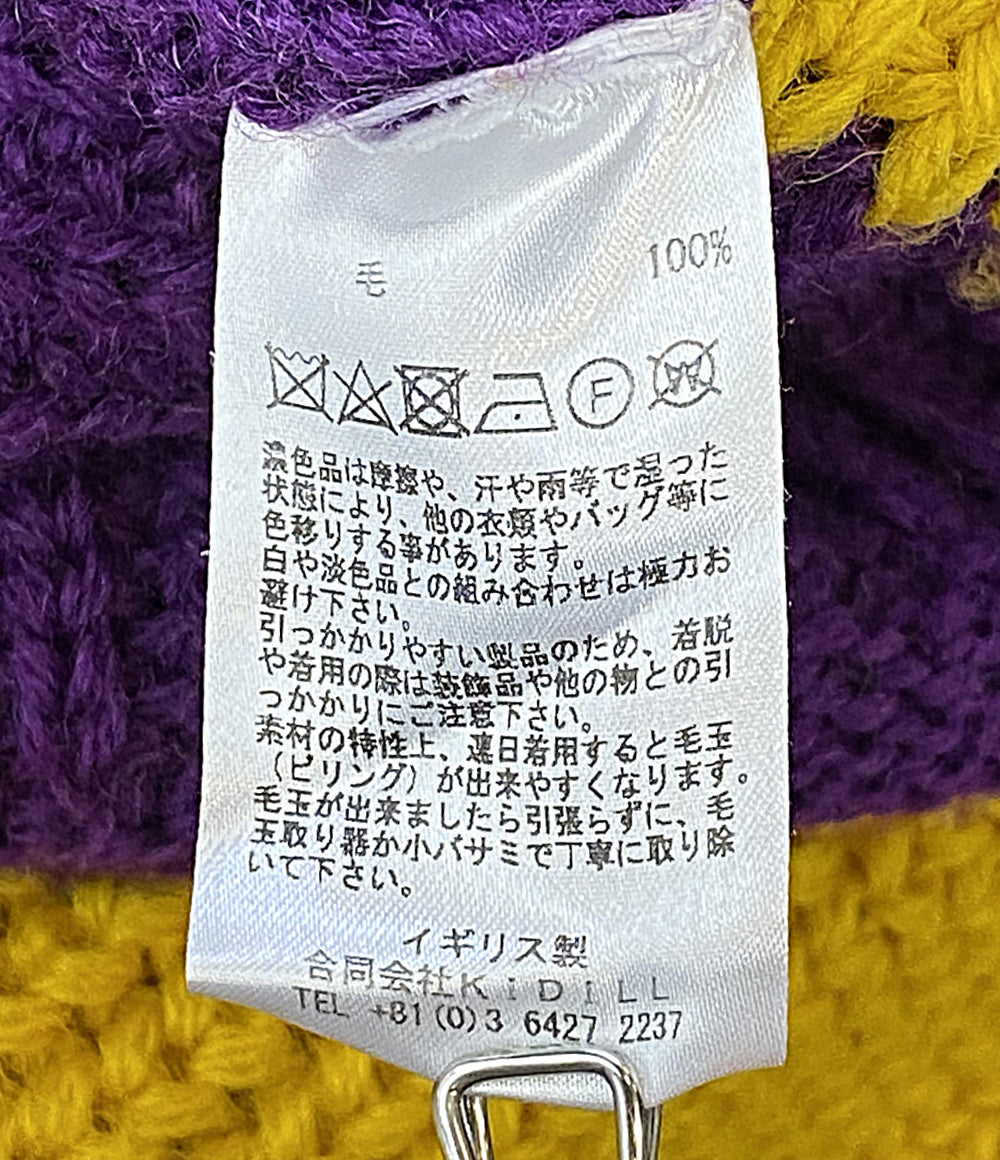 毛 100%
F W
濃色品は摩擦や、汗や雨等で湿った
状態により、他の衣類やバッグ等に
色移りする事があります。
白や淡色品との組み合わせは極力お
避け下さい。
引っかかりやすい製品のため、着脱
や着用の際は装飾品や他の物との引
っかかりにご注意下さい。
素材の特性上、連日着用すると毛玉
（ピリング）が出来やすくなります。
毛玉が出来ましたら引張らずに、毛
玉取り器か小バサミで丁寧に取り除
いて下さい。
イギリス製
合同会社KiDiLL
TEL +81(0)3 6427 2237